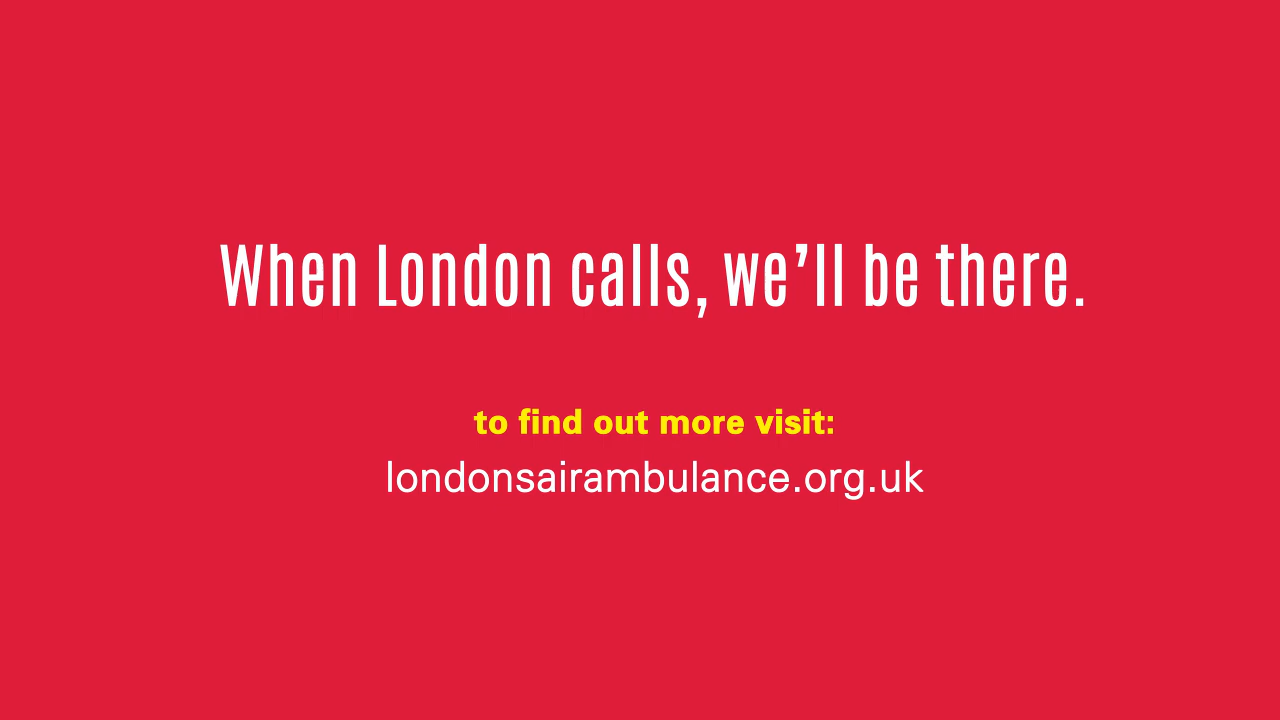 When London calls, we’ll be there.
to find out more visit:
londonsairambulance.org.uk